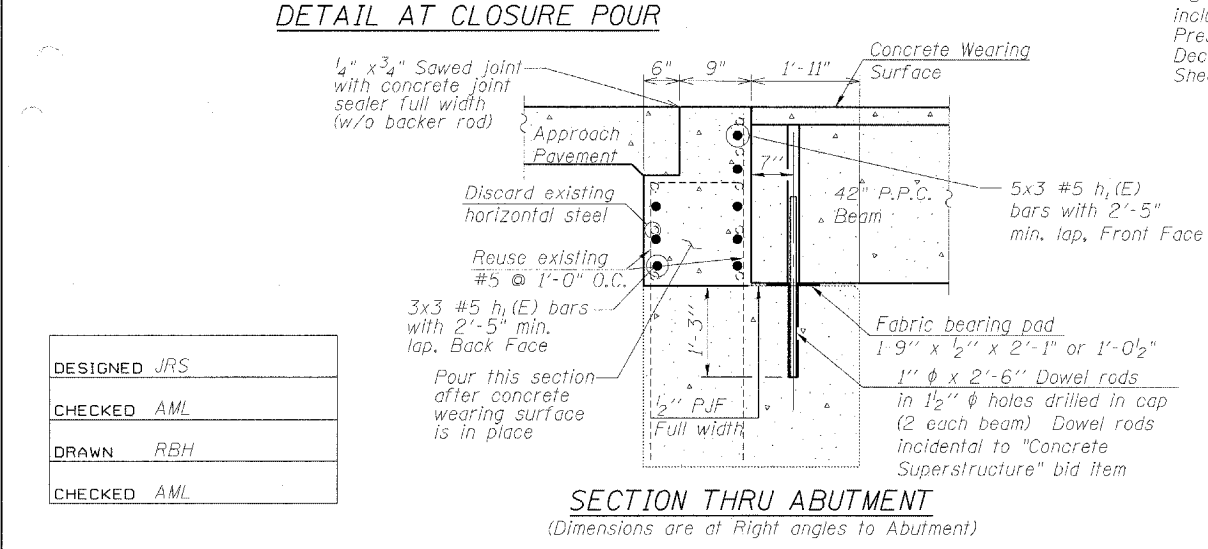 DETAIL AT CLOSURE POUR
inclu
Pre
Dec
She
1/4" x 3/4" Sawed joint
with concrete joint
sealer full width
(w/o backer rod)
6"
9"
1'-11"
Concrete Wearing
Surface
Approach
Pavement
7"
42" P.P.C.
Beam
5x3 #5 h₁(E)
bars with 2'-5"
min. lap, Front Face
Discard existing
horizontal steel
Reuse existing
#5 @ 1'-0" O.C.
3x3 #5 h₁(E) bars
with 2'-5" min.
lap, Back Face
1'-3"
Pour this section
after concrete
wearing surface
is in place
1/2" PJF
Full width
Fabric bearing pad
1'-9" x 1/2" x 2'-1" or 1'-0 1/2"
1" ϕ x 2'-6" Dowel rods
in 1 1/2" ϕ holes drilled in cap
(2 each beam) Dowel rods
incidental to "Concrete
Superstructure" bid item
DESIGNED JRS
CHECKED AML
DRAWN RBH
CHECKED AML
SECTION THRU ABUTMENT
(Dimensions are at Right angles to Abutment)